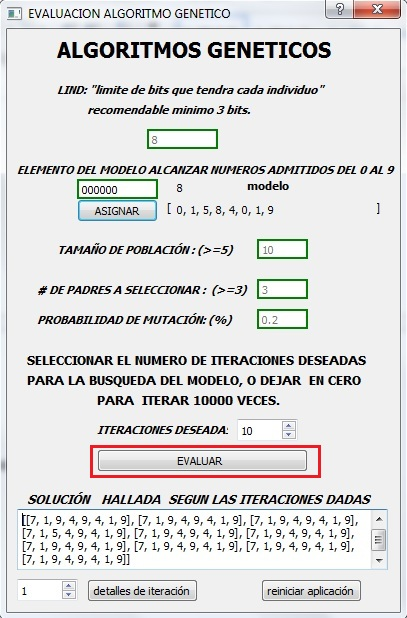 EVALUACION ALGORITMO GENETICO
ALGORITMOS GENETICOS
LIND: "limite de bits que tendra cada individuo"
recomendable minimo 3 bits.
8
ELEMENTO DEL MODELO ALCANZAR NUMEROS ADMITIDOS DEL 0 AL 9
000000 8 modelo
ASIGNAR [ 0, 1, 5, 8, 4, 0, 1, 9 ]
TAMAÑO DE POBLACIÓN : (>=5) 10
# DE PADRES A SELECCIONAR : (>=3) 3
PROBABILIDAD DE MUTACIÓN: (%) 0.2
SELECCIONAR EL NUMERO DE ITERACIONES DESEADAS
PARA LA BUSQUEDA DEL MODELO, O DEJAR EN CERO
PARA ITERAR 10000 VECES.
ITERACIONES DESEADA: 10
EVALUAR
SOLUCIÓN HALLADA SEGUN LAS ITERACIONES DADAS
[[7, 1, 9, 4, 9, 4, 1, 9], [7, 1, 9, 4, 9, 4, 1, 9], [7, 1, 9, 4, 9, 4, 1, 9],
[7, 1, 5, 4, 9, 4, 1, 9], [7, 1, 9, 4, 9, 4, 1, 9], [7, 1, 9, 4, 9, 4, 1, 9],
[7, 1, 9, 4, 9, 4, 1, 9], [7, 1, 9, 4, 9, 4, 1, 9], [7, 1, 9, 4, 9, 4, 1, 9],
[7, 1, 9, 4, 9, 4, 1, 9]]
1 detalles de iteración reiniciar aplicación